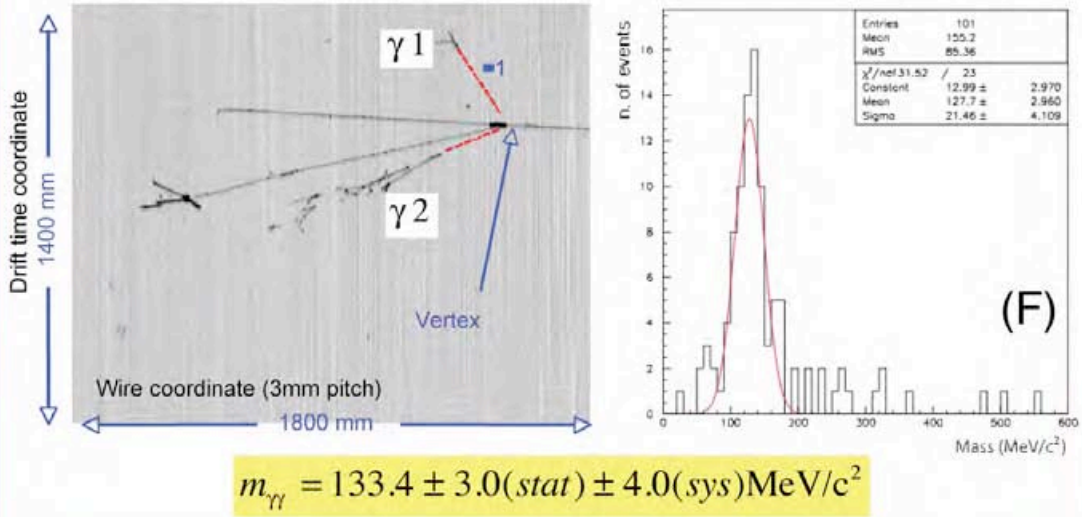 Drift time coordinate
1400 mm
γ 1
1
γ 2
Vertex
Wire coordinate (3mm pitch)
1800 mm
n. of events
16
14
12
10
8
6
4
2
0
0 100 200 300 400 500 600
Mass (MeV/c²)
Entries 101
Mean 155.2
RMS 85.36
χ²/ndf 31.52 / 23
Constant 12.99 ± 2.970
Mean 127.7 ± 2.960
Sigma 21.46 ± 4.109
(F)
m_γγ = 133.4 ± 3.0(stat) ± 4.0(sys)MeV/c²